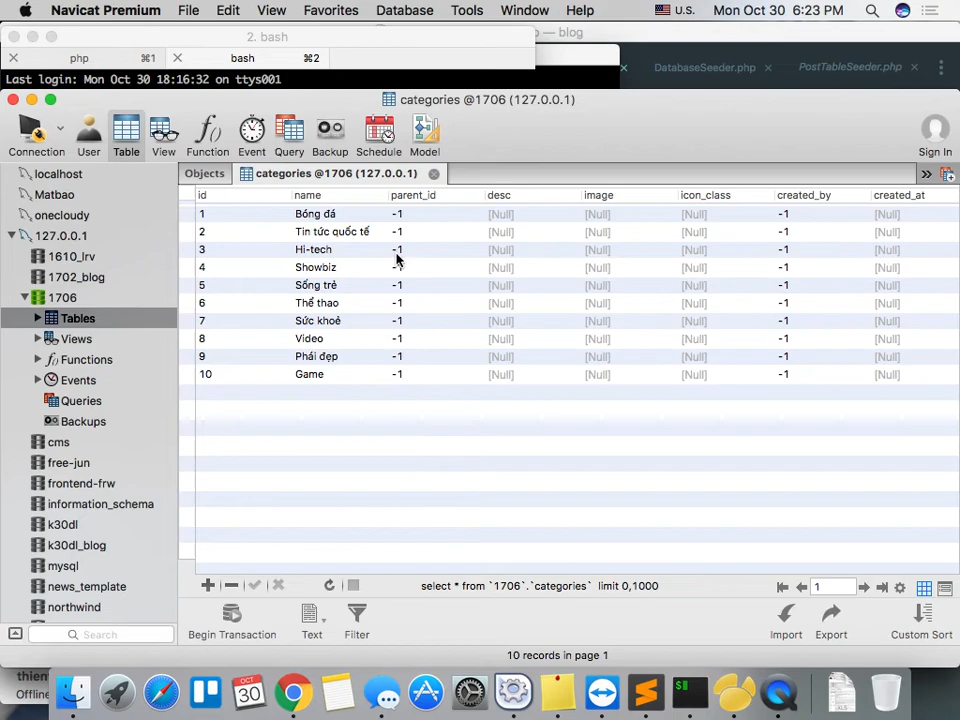 Navicat Premium File Edit View Favorites Database Tools Window Help U.S. Mon Oct 30 6:23 PM
2. bash
— blog
php ⌘1 bash ⌘2
DatabaseSeeder.php PostTableSeeder.php
Last login: Mon Oct 30 18:16:32 on ttys001
categories @1706 (127.0.0.1)
Connection User Table View Function Event Query Backup Schedule Model Sign In
Objects categories @1706 (127.0.0.1)
localhost
Matbao
onecloudy
127.0.0.1
1610_lrv
1702_blog
1706
Tables
Views
Functions
Events
Queries
Backups
cms
free-jun
frontend-frw
information_schema
k30dl
k30dl_blog
mysql
news_template
northwind
Search
id name parent_id desc image icon_class created_by created_at
1 Bóng đá -1 [Null] [Null] [Null] -1 [Null]
2 Tin tức quốc tế -1 [Null] [Null] [Null] -1 [Null]
3 Hi-tech -1 [Null] [Null] [Null] -1 [Null]
4 Showbiz -1 [Null] [Null] [Null] -1 [Null]
5 Sống trẻ -1 [Null] [Null] [Null] -1 [Null]
6 Thể thao -1 [Null] [Null] [Null] -1 [Null]
7 Sức khoẻ -1 [Null] [Null] [Null] -1 [Null]
8 Video -1 [Null] [Null] [Null] -1 [Null]
9 Phái đẹp -1 [Null] [Null] [Null] -1 [Null]
10 Game -1 [Null] [Null] [Null] -1 [Null]
select * from `1706`.`categories` limit 0,1000 1
Begin Transaction Text Filter Import Export Custom Sort
10 records in page 1
thiem
Offline
OCT
30